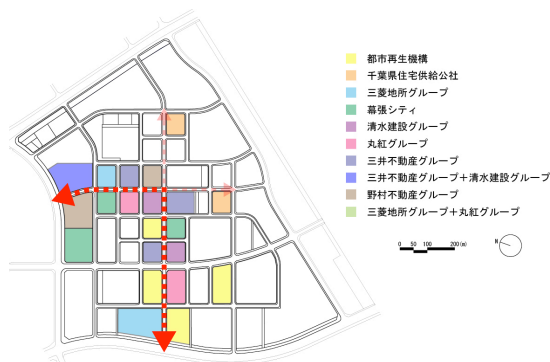 都市再生機構
千葉県住宅供給公社
三菱地所グループ
幕張シティ
清水建設グループ
丸紅グループ
三井不動産グループ
三井不動産グループ＋清水建設グループ
野村不動産グループ
三菱地所グループ＋丸紅グループ
0 50 100 200(m)
N